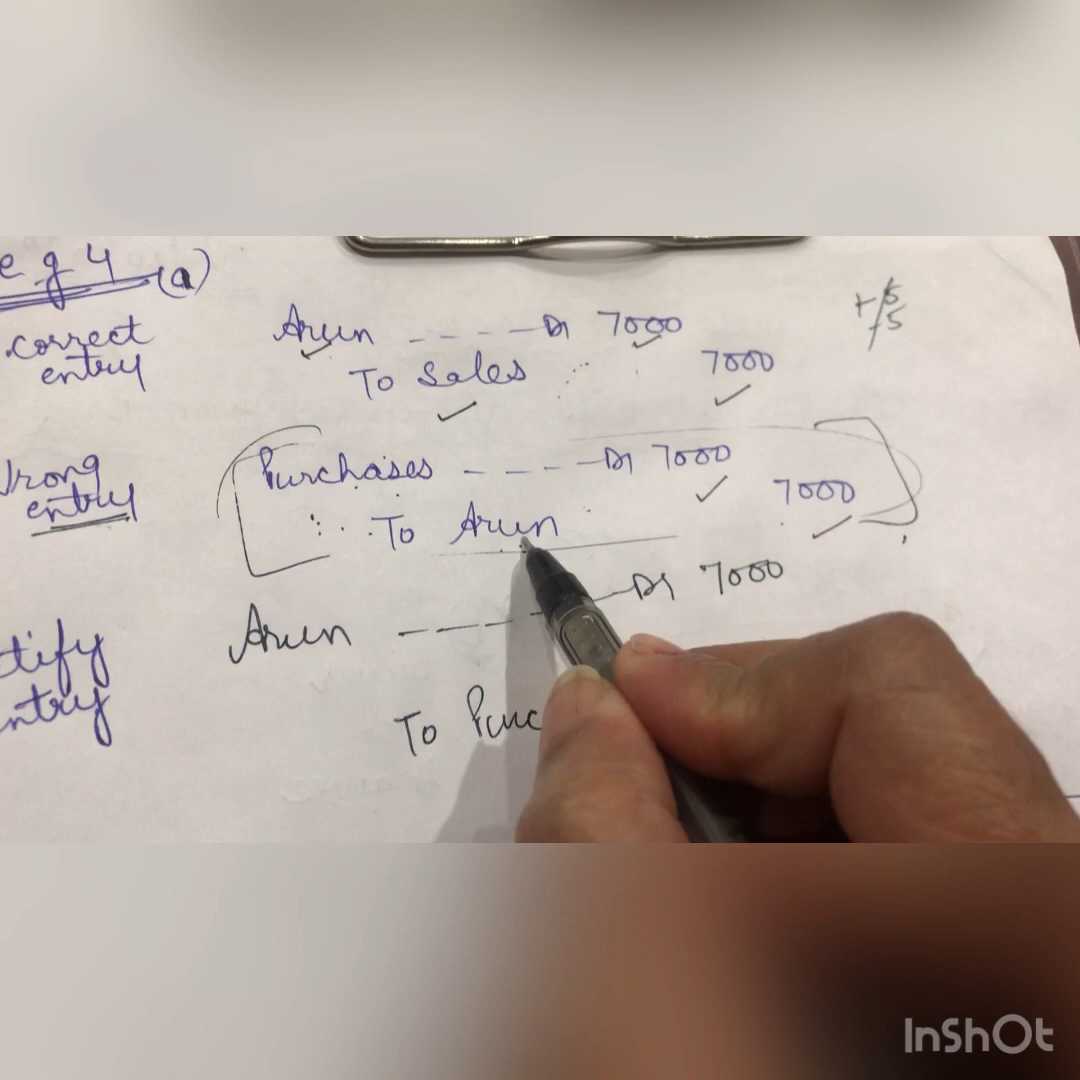 eg 4 (a)
correct entry
Arun ----- Dr 7000
To Sales 7000
+5
-5
Wrong entry
Purchases ----- Dr 7000
To Arun 7000
tify
ntry
Arun ----- Dr 7000
To Purc
InShOt